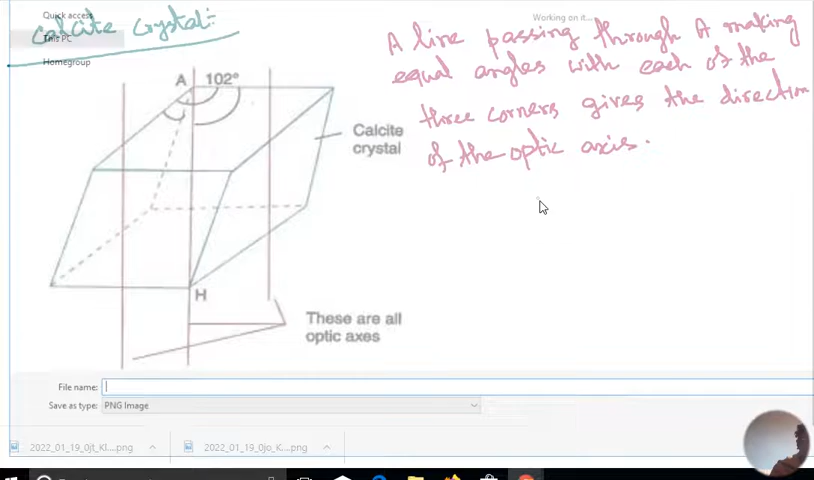 Quick access
Calcite Crystal:-
This PC
Homegroup
Working on it...
A line passing through A making
equal angles with each of the
three corners gives the direction
of the optic axis.
A 102°
Calcite
crystal
H
These are all
optic axes
File name:
Save as type: PNG Image
2022_01_19_0jt_Kl....png
2022_01_19_0jo_K....png